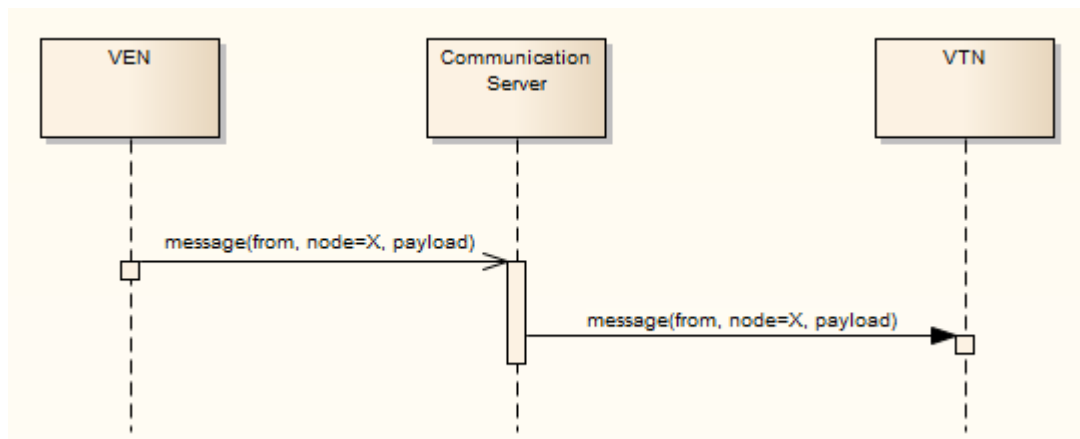 VEN
Communication
Server
VTN
message(from, node=X, payload)
message(from, node=X, payload)